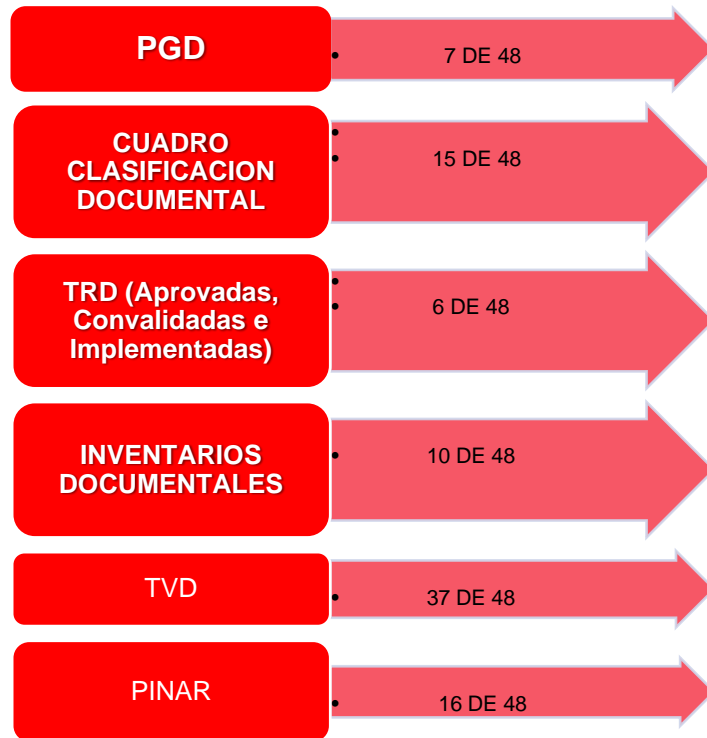 PGD
• 7 DE 48
CUADRO
CLASIFICACION
DOCUMENTAL
•
• 15 DE 48
TRD (Aprovadas,
Convalidadas e
Implementadas)
•
• 6 DE 48
INVENTARIOS
DOCUMENTALES
• 10 DE 48
TVD
• 37 DE 48
PINAR
• 16 DE 48